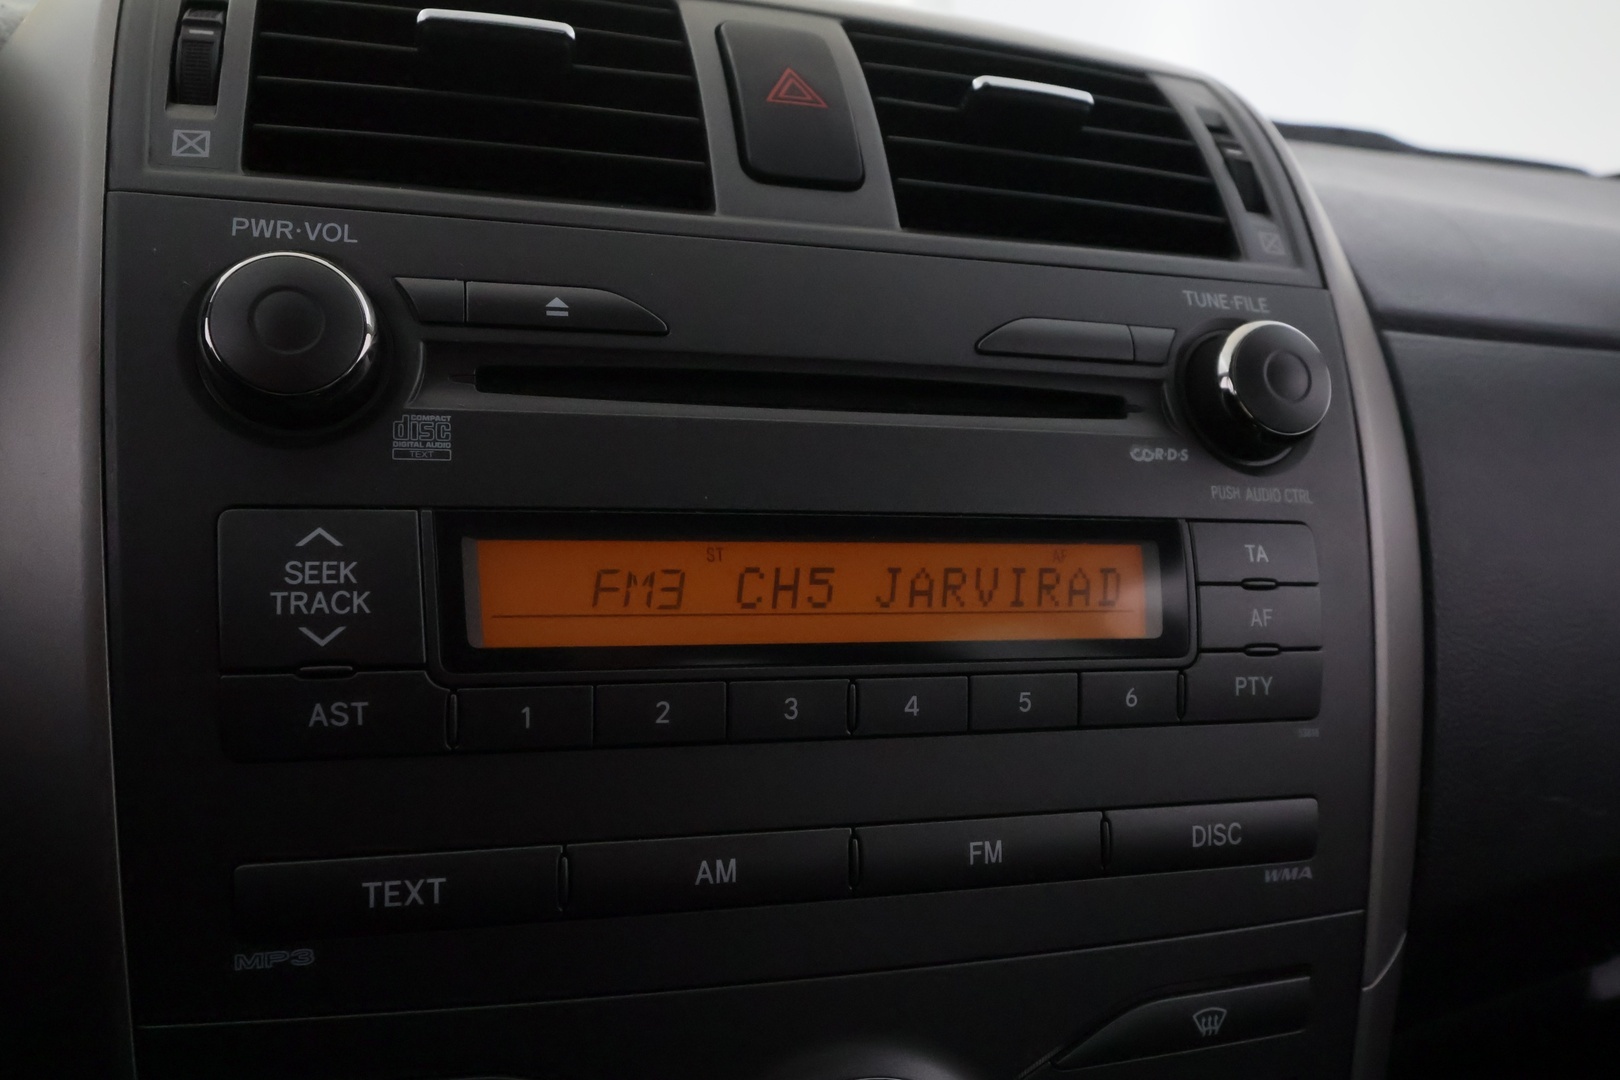 PWR·VOL
TUNE·FILE
COMPACT
disc
DIGITAL AUDIO
TEXT
R·D·S
PUSH AUDIO CTRL
SEEK
TRACK
ST
AF
FM3 CH5 JARVIRAD
TA
AF
PTY
AST
1
2
3
4
5
6
TEXT
AM
FM
DISC
WMA
MP3